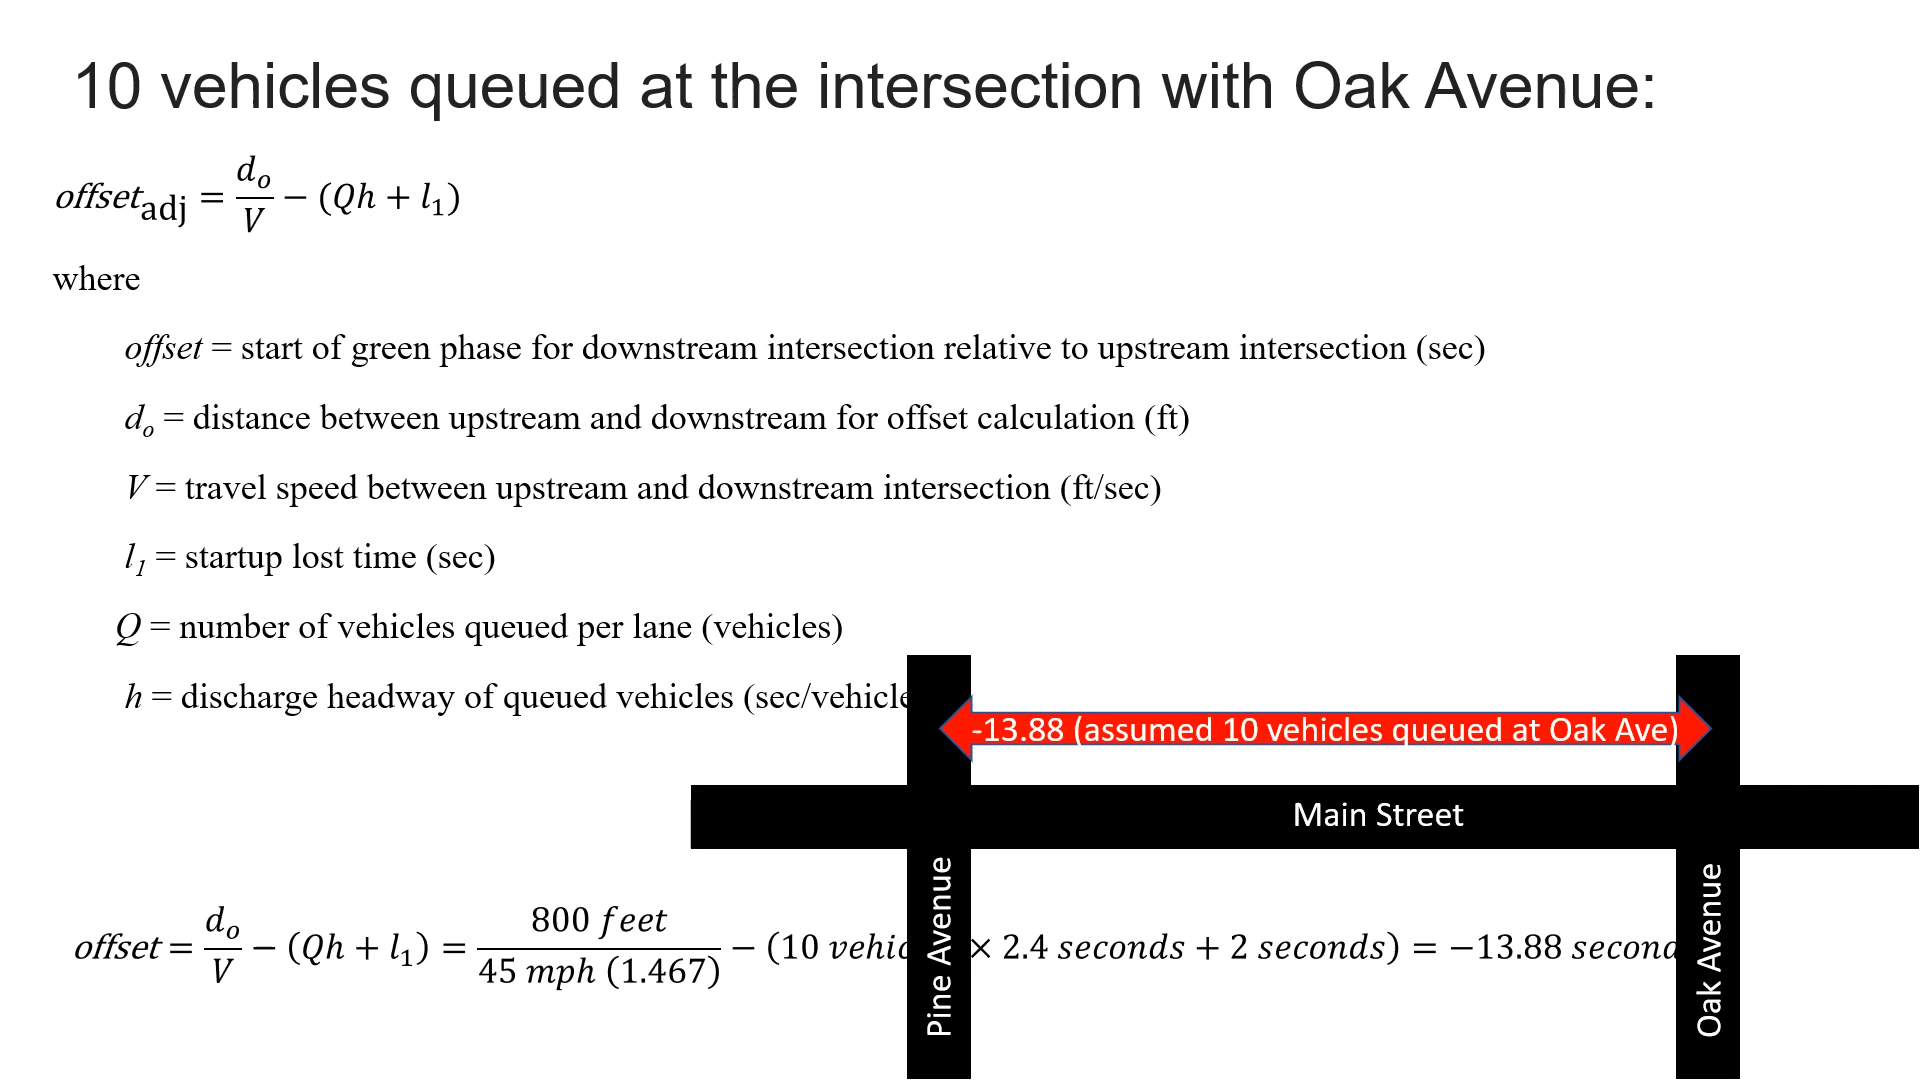 10 vehicles queued at the intersection with Oak Avenue:
offset_adj = d_o/V − (Qh + l_1)
where
offset = start of green phase for downstream intersection relative to upstream intersection (sec)
d_o = distance between upstream and downstream for offset calculation (ft)
V = travel speed between upstream and downstream intersection (ft/sec)
l_1 = startup lost time (sec)
Q = number of vehicles queued per lane (vehicles)
h = discharge headway of queued vehicles (sec/vehicle
-13.88 (assumed 10 vehicles queued at Oak Ave)
Main Street
offset = d_o/V − (Qh + l_1) = 800 feet/45 mph (1.467) − (10 vehic × 2.4 seconds + 2 seconds) = −13.88 second
Pine Avenue
Oak Avenue